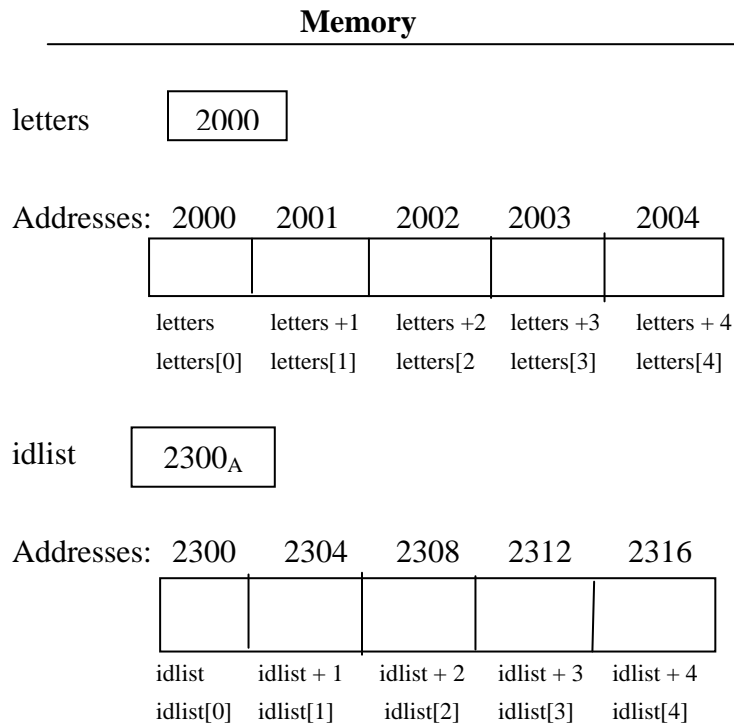 Memory
letters 2000
Addresses: 2000 2001 2002 2003 2004
letters letters +1 letters +2 letters +3 letters + 4
letters[0] letters[1] letters[2 letters[3] letters[4]
idlist 2300A
Addresses: 2300 2304 2308 2312 2316
idlist idlist + 1 idlist + 2 idlist + 3 idlist + 4
idlist[0] idlist[1] idlist[2] idlist[3] idlist[4]